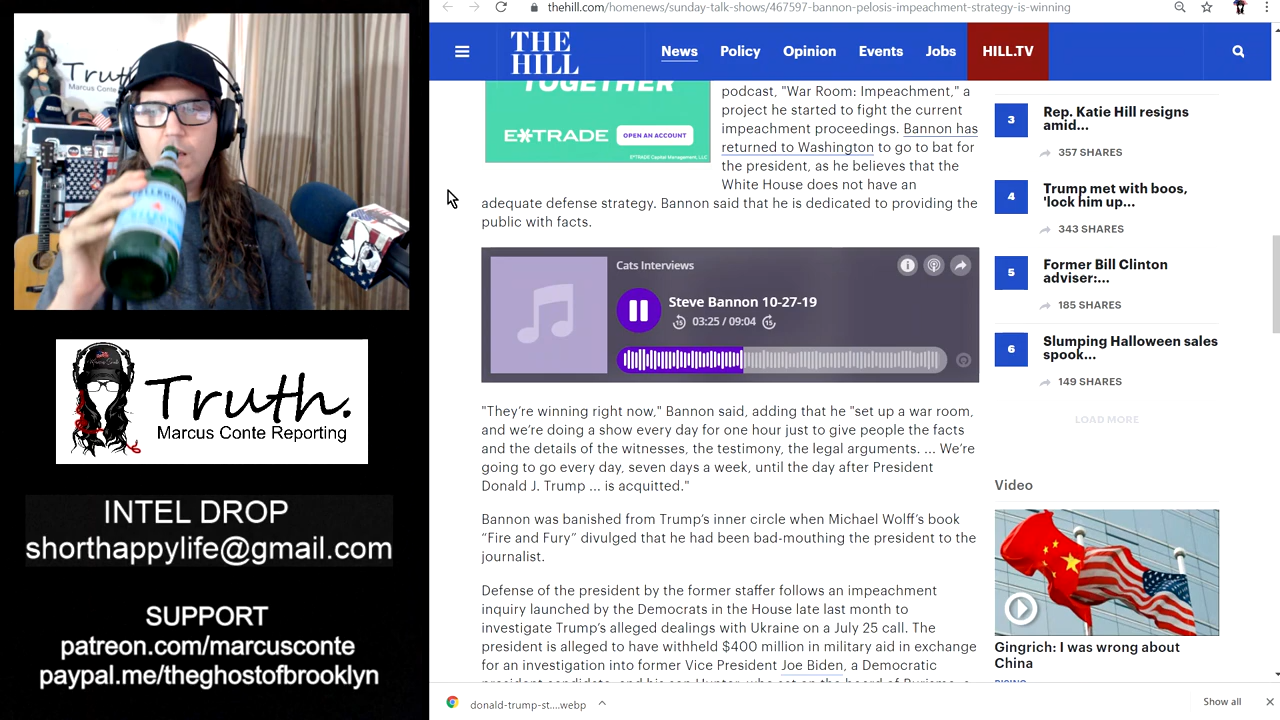 thehill.com/homenews/sunday-talk-shows/467597-bannon-pelosis-impeachment-strategy-is-winning
THE
HILL
News
Policy
Opinion
Events
Jobs
HILL.TV
Truth
Marcus Conte
PELLEGRINO
TOGETHER
E*TRADE
OPEN AN ACCOUNT
E*TRADE Capital Management, LLC
podcast, "War Room: Impeachment," a
project he started to fight the current
impeachment proceedings. Bannon has
returned to Washington to go to bat for
the president, as he believes that the
White House does not have an
adequate defense strategy. Bannon said that he is dedicated to providing the
public with facts.
Cats Interviews
Steve Bannon 10-27-19
15
03:25 / 09:04
15
"They're winning right now," Bannon said, adding that he "set up a war room,
and we're doing a show every day for one hour just to give people the facts
and the details of the witnesses, the testimony, the legal arguments. ... We're
going to go every day, seven days a week, until the day after President
Donald J. Trump ... is acquitted."
Bannon was banished from Trump's inner circle when Michael Wolff's book
“Fire and Fury” divulged that he had been bad-mouthing the president to the
journalist.
Defense of the president by the former staffer follows an impeachment
inquiry launched by the Democrats in the House late last month to
investigate Trump's alleged dealings with Ukraine on a July 25 call. The
president is alleged to have withheld $400 million in military aid in exchange
for an investigation into former Vice President Joe Biden, a Democratic
3
Rep. Katie Hill resigns
amid...
357 SHARES
4
Trump met with boos,
'lock him up...
343 SHARES
5
Former Bill Clinton
adviser:...
185 SHARES
6
Slumping Halloween sales
spook...
149 SHARES
LOAD MORE
Video
Gingrich: I was wrong about
China
RISING
Truth.
Marcus Conte Reporting
INTEL DROP
shorthappylife@gmail.com
SUPPORT
patreon.com/marcusconte
paypal.me/theghostofbrooklyn
donald-trump-st....webp
Show all